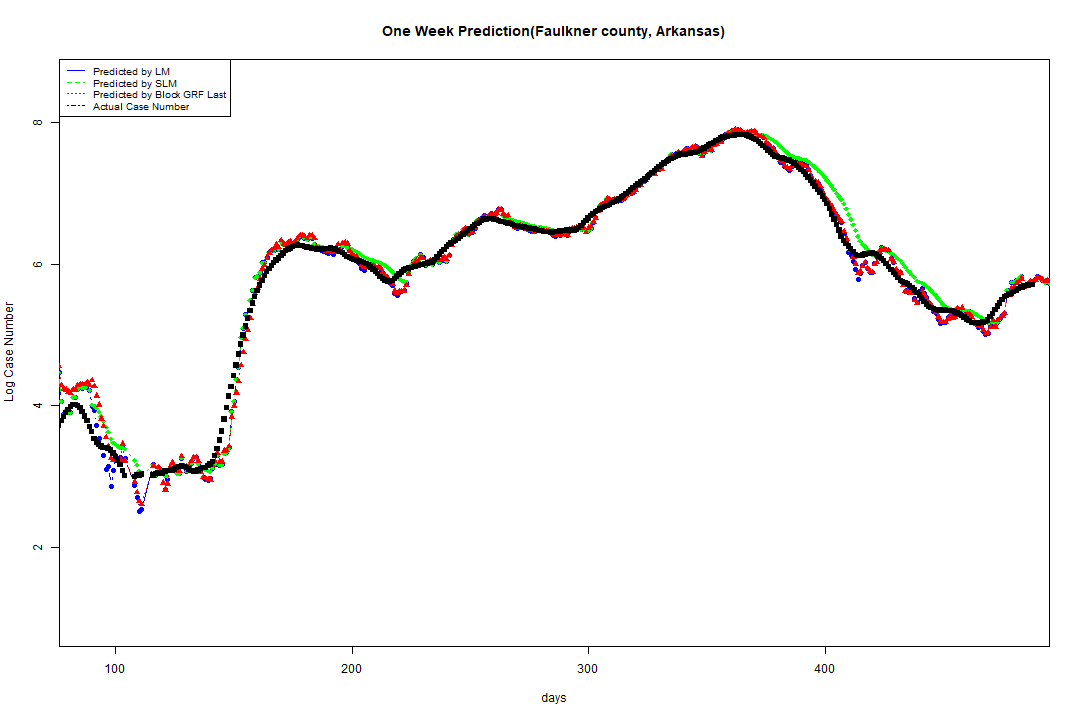 One Week Prediction(Faulkner county, Arkansas)
Predicted by LM
Predicted by SLM
Predicted by Block GRF Last
Actual Case Number
8
6
4
2
Log Case Number
100 200 300 400
days